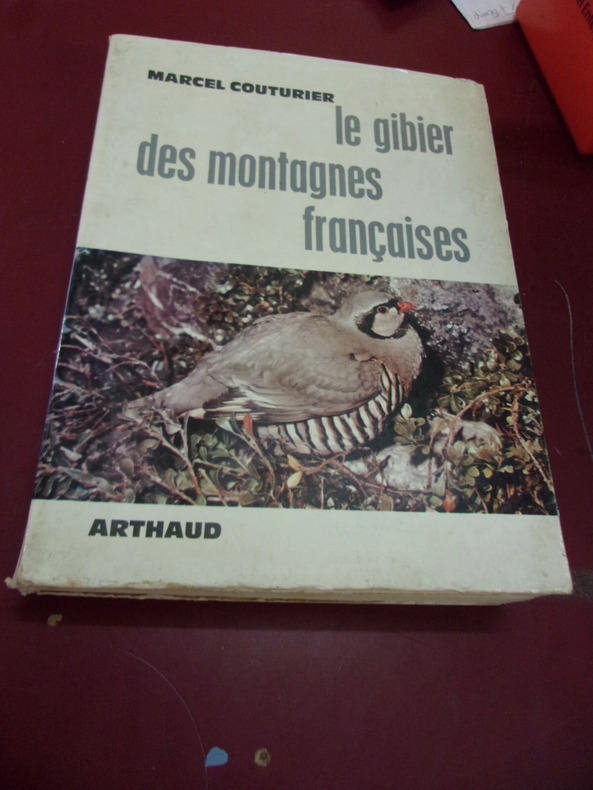 MARCEL COUTURIER
le gibier
des montagnes
françaises
ARTHAUD